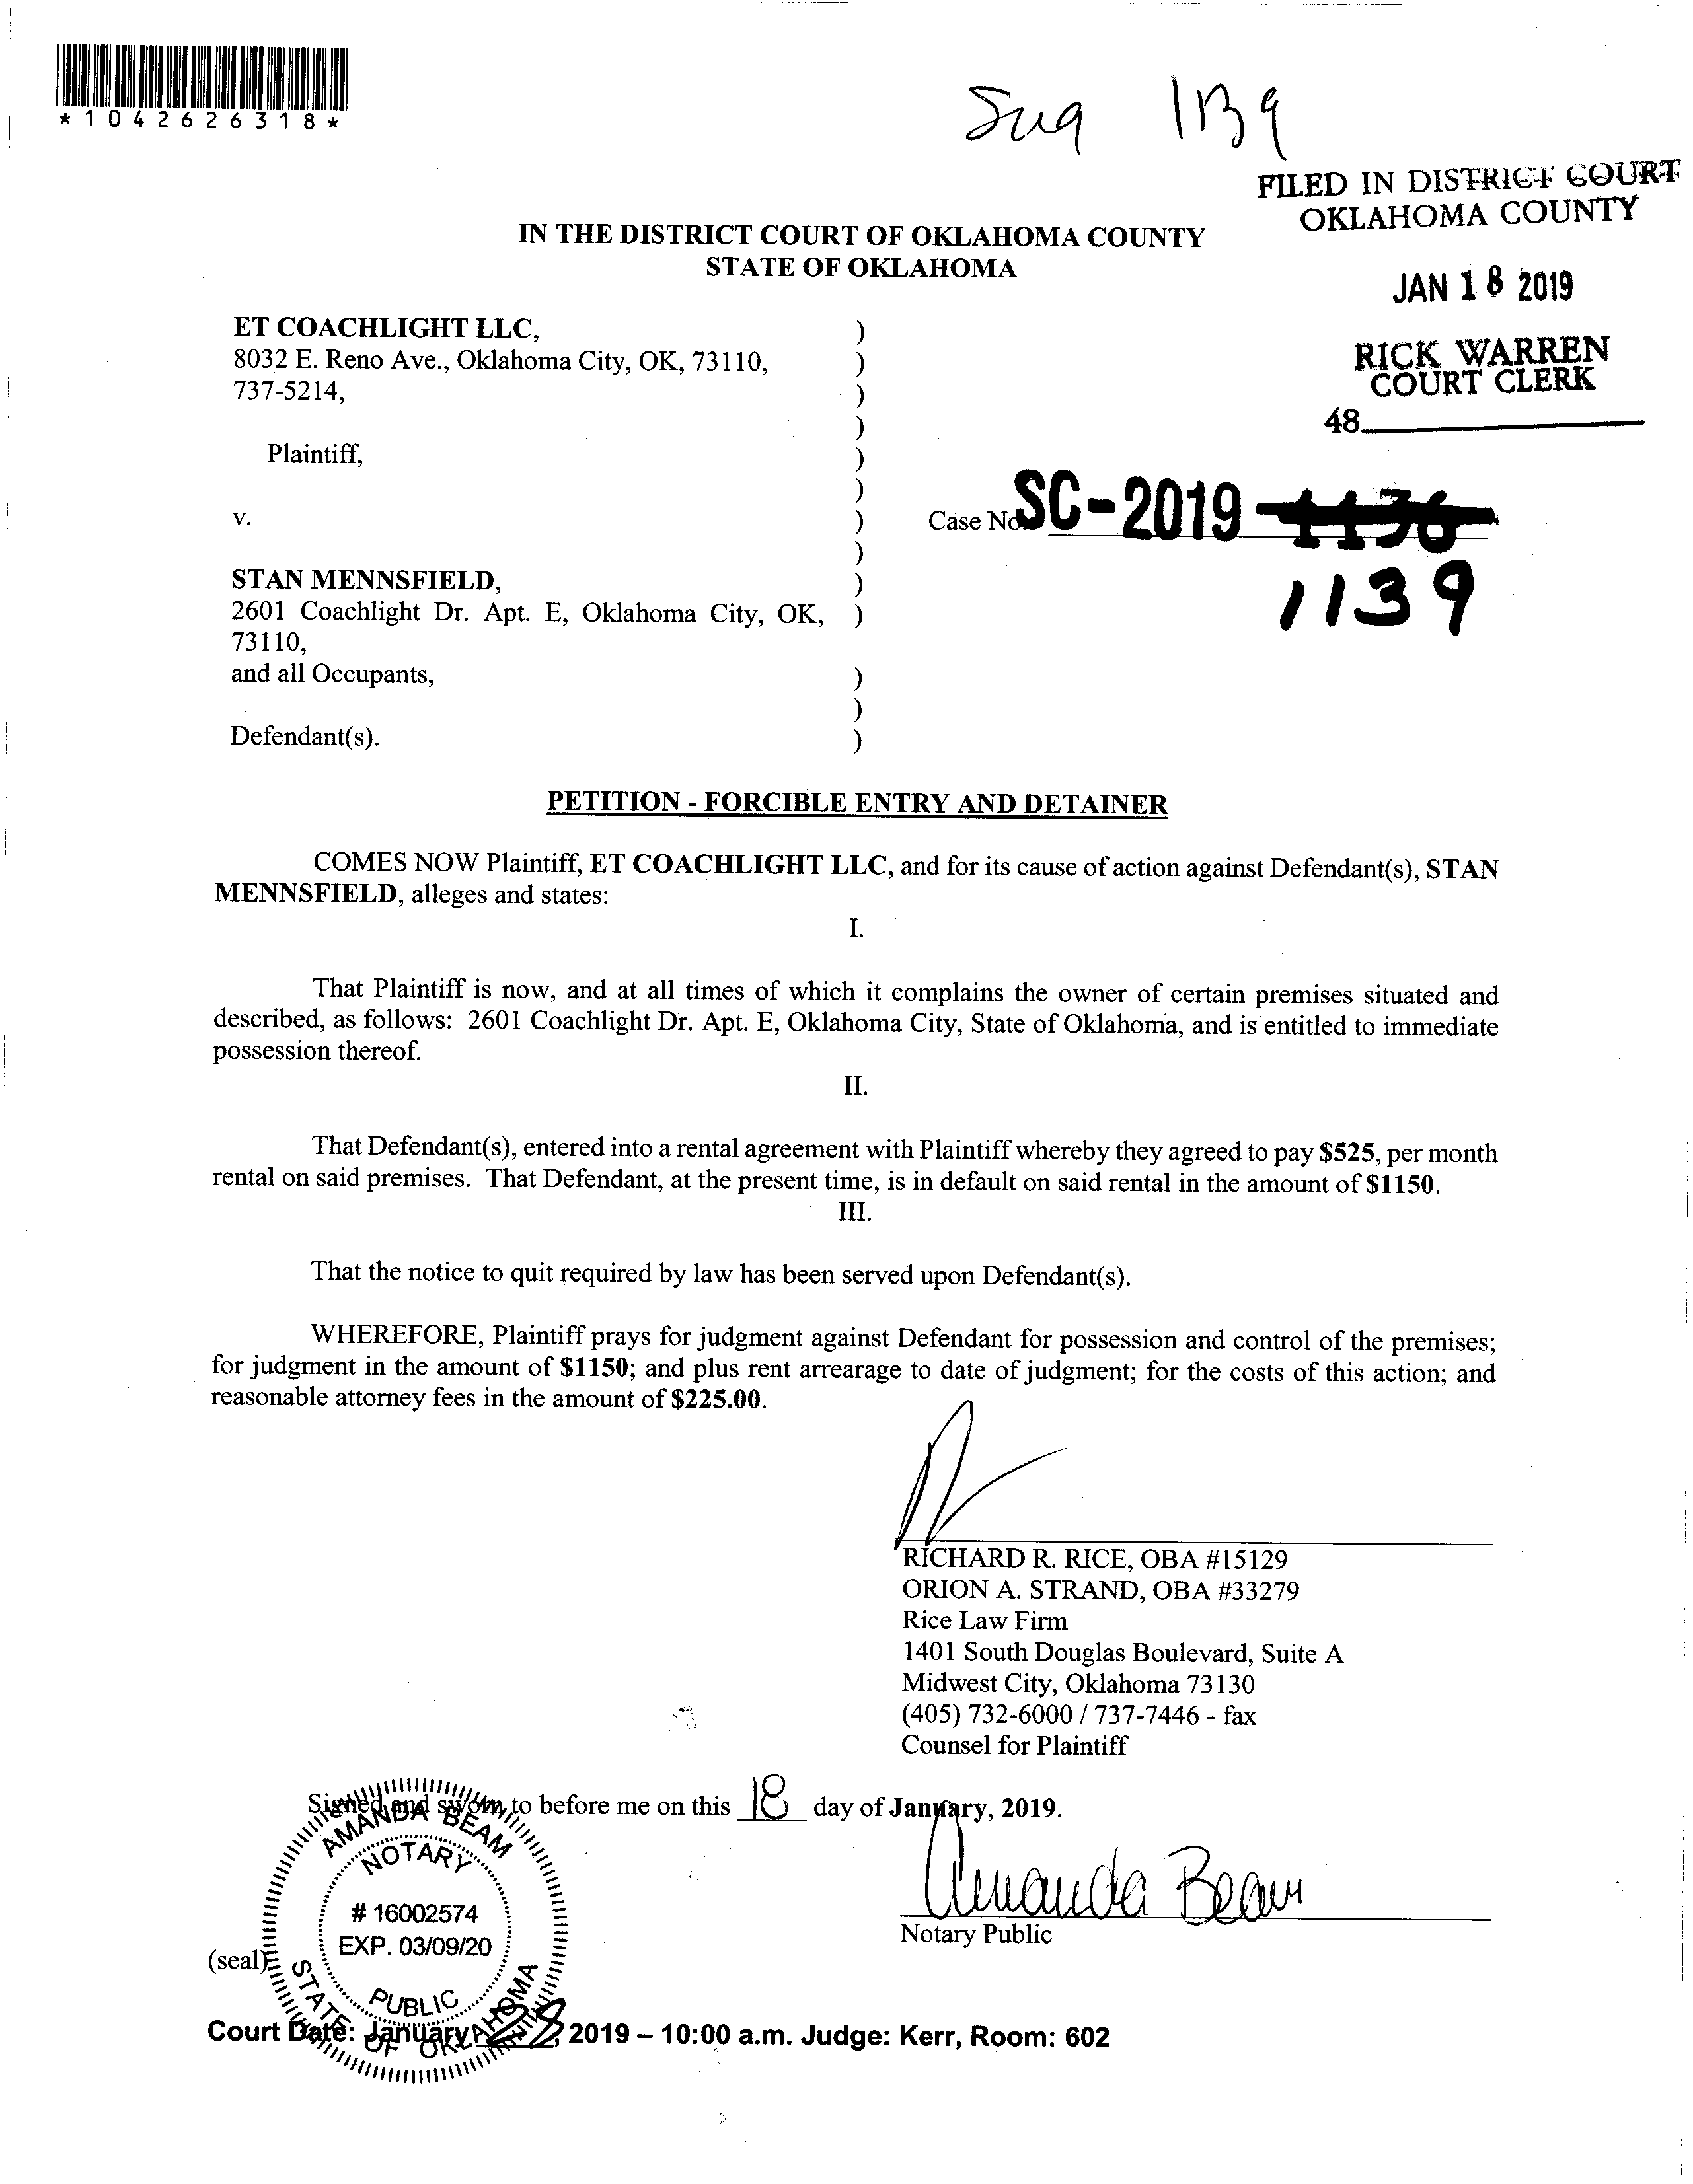 *1042626318*
1139
FILED IN DISTRICT COURT
OKLAHOMA COUNTY
IN THE DISTRICT COURT OF OKLAHOMA COUNTY
STATE OF OKLAHOMA
JAN 18 2019
RICK WARREN
COURT CLERK
48
ET COACHLIGHT LLC, )
8032 E. Reno Ave., Oklahoma City, OK, 73110, )
737-5214, )
)
Plaintiff, )
)
v. ) Case No. SC-2019-
)
1139
STAN MENNSFIELD, )
2601 Coachlight Dr. Apt. E, Oklahoma City, OK, )
73110,
and all Occupants, )
)
Defendant(s). )
PETITION - FORCIBLE ENTRY AND DETAINER
COMES NOW Plaintiff, ET COACHLIGHT LLC, and for its cause of action against Defendant(s), STAN
MENNSFIELD, alleges and states:
I.
That Plaintiff is now, and at all times of which it complains the owner of certain premises situated and
described, as follows: 2601 Coachlight Dr. Apt. E, Oklahoma City, State of Oklahoma, and is entitled to immediate
possession thereof.
II.
That Defendant(s), entered into a rental agreement with Plaintiff whereby they agreed to pay $525, per month
rental on said premises. That Defendant, at the present time, is in default on said rental in the amount of $1150.
III.
That the notice to quit required by law has been served upon Defendant(s).
WHEREFORE, Plaintiff prays for judgment against Defendant for possession and control of the premises;
for judgment in the amount of $1150; and plus rent arrearage to date of judgment; for the costs of this action; and
reasonable attorney fees in the amount of $225.00.
RICHARD R. RICE, OBA #15129
ORION A. STRAND, OBA #33279
Rice Law Firm
1401 South Douglas Boulevard, Suite A
Midwest City, Oklahoma 73130
(405) 732-6000 / 737-7446 - fax
Counsel for Plaintiff
Signed and sworn to before me on this 18 day of January, 2019.
AMANDA BEAM
NOTARY
# 16002574
EXP. 03/09/20
PUBLIC
STATE OF OKLAHOMA
Amanda Beam
Notary Public
(seal)
Court Date: January 28, 2019 – 10:00 a.m. Judge: Kerr, Room: 602